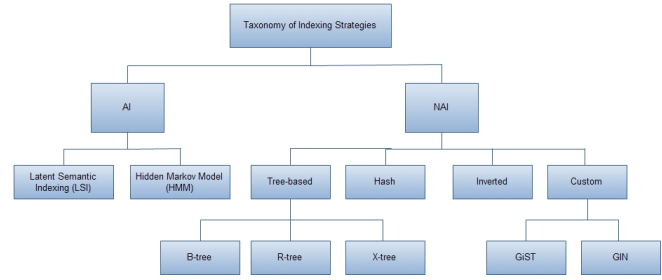 Taxonomy of Indexing Strategies
AI
NAI
Latent Semantic
Indexing (LSI)
Hidden Markov Model
(HMM)
Tree-based
Hash
Inverted
Custom
B-tree
R-tree
X-tree
GiST
GIN